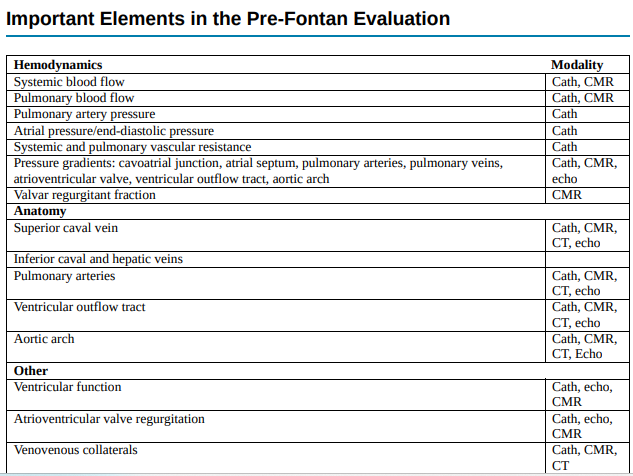 Important Elements in the Pre-Fontan Evaluation
Hemodynamics Modality
Systemic blood flow Cath, CMR
Pulmonary blood flow Cath, CMR
Pulmonary artery pressure Cath
Atrial pressure/end-diastolic pressure Cath
Systemic and pulmonary vascular resistance Cath
Pressure gradients: cavoatrial junction, atrial septum, pulmonary arteries, pulmonary veins, Cath, CMR,
atrioventricular valve, ventricular outflow tract, aortic arch echo
Valvar regurgitant fraction CMR
Anatomy
Superior caval vein Cath, CMR,
CT, echo
Inferior caval and hepatic veins
Pulmonary arteries Cath, CMR,
CT, echo
Ventricular outflow tract Cath, CMR,
CT, echo
Aortic arch Cath, CMR,
CT, Echo
Other
Ventricular function Cath, echo,
CMR
Atrioventricular valve regurgitation Cath, echo,
CMR
Venovenous collaterals Cath, CMR,
CT